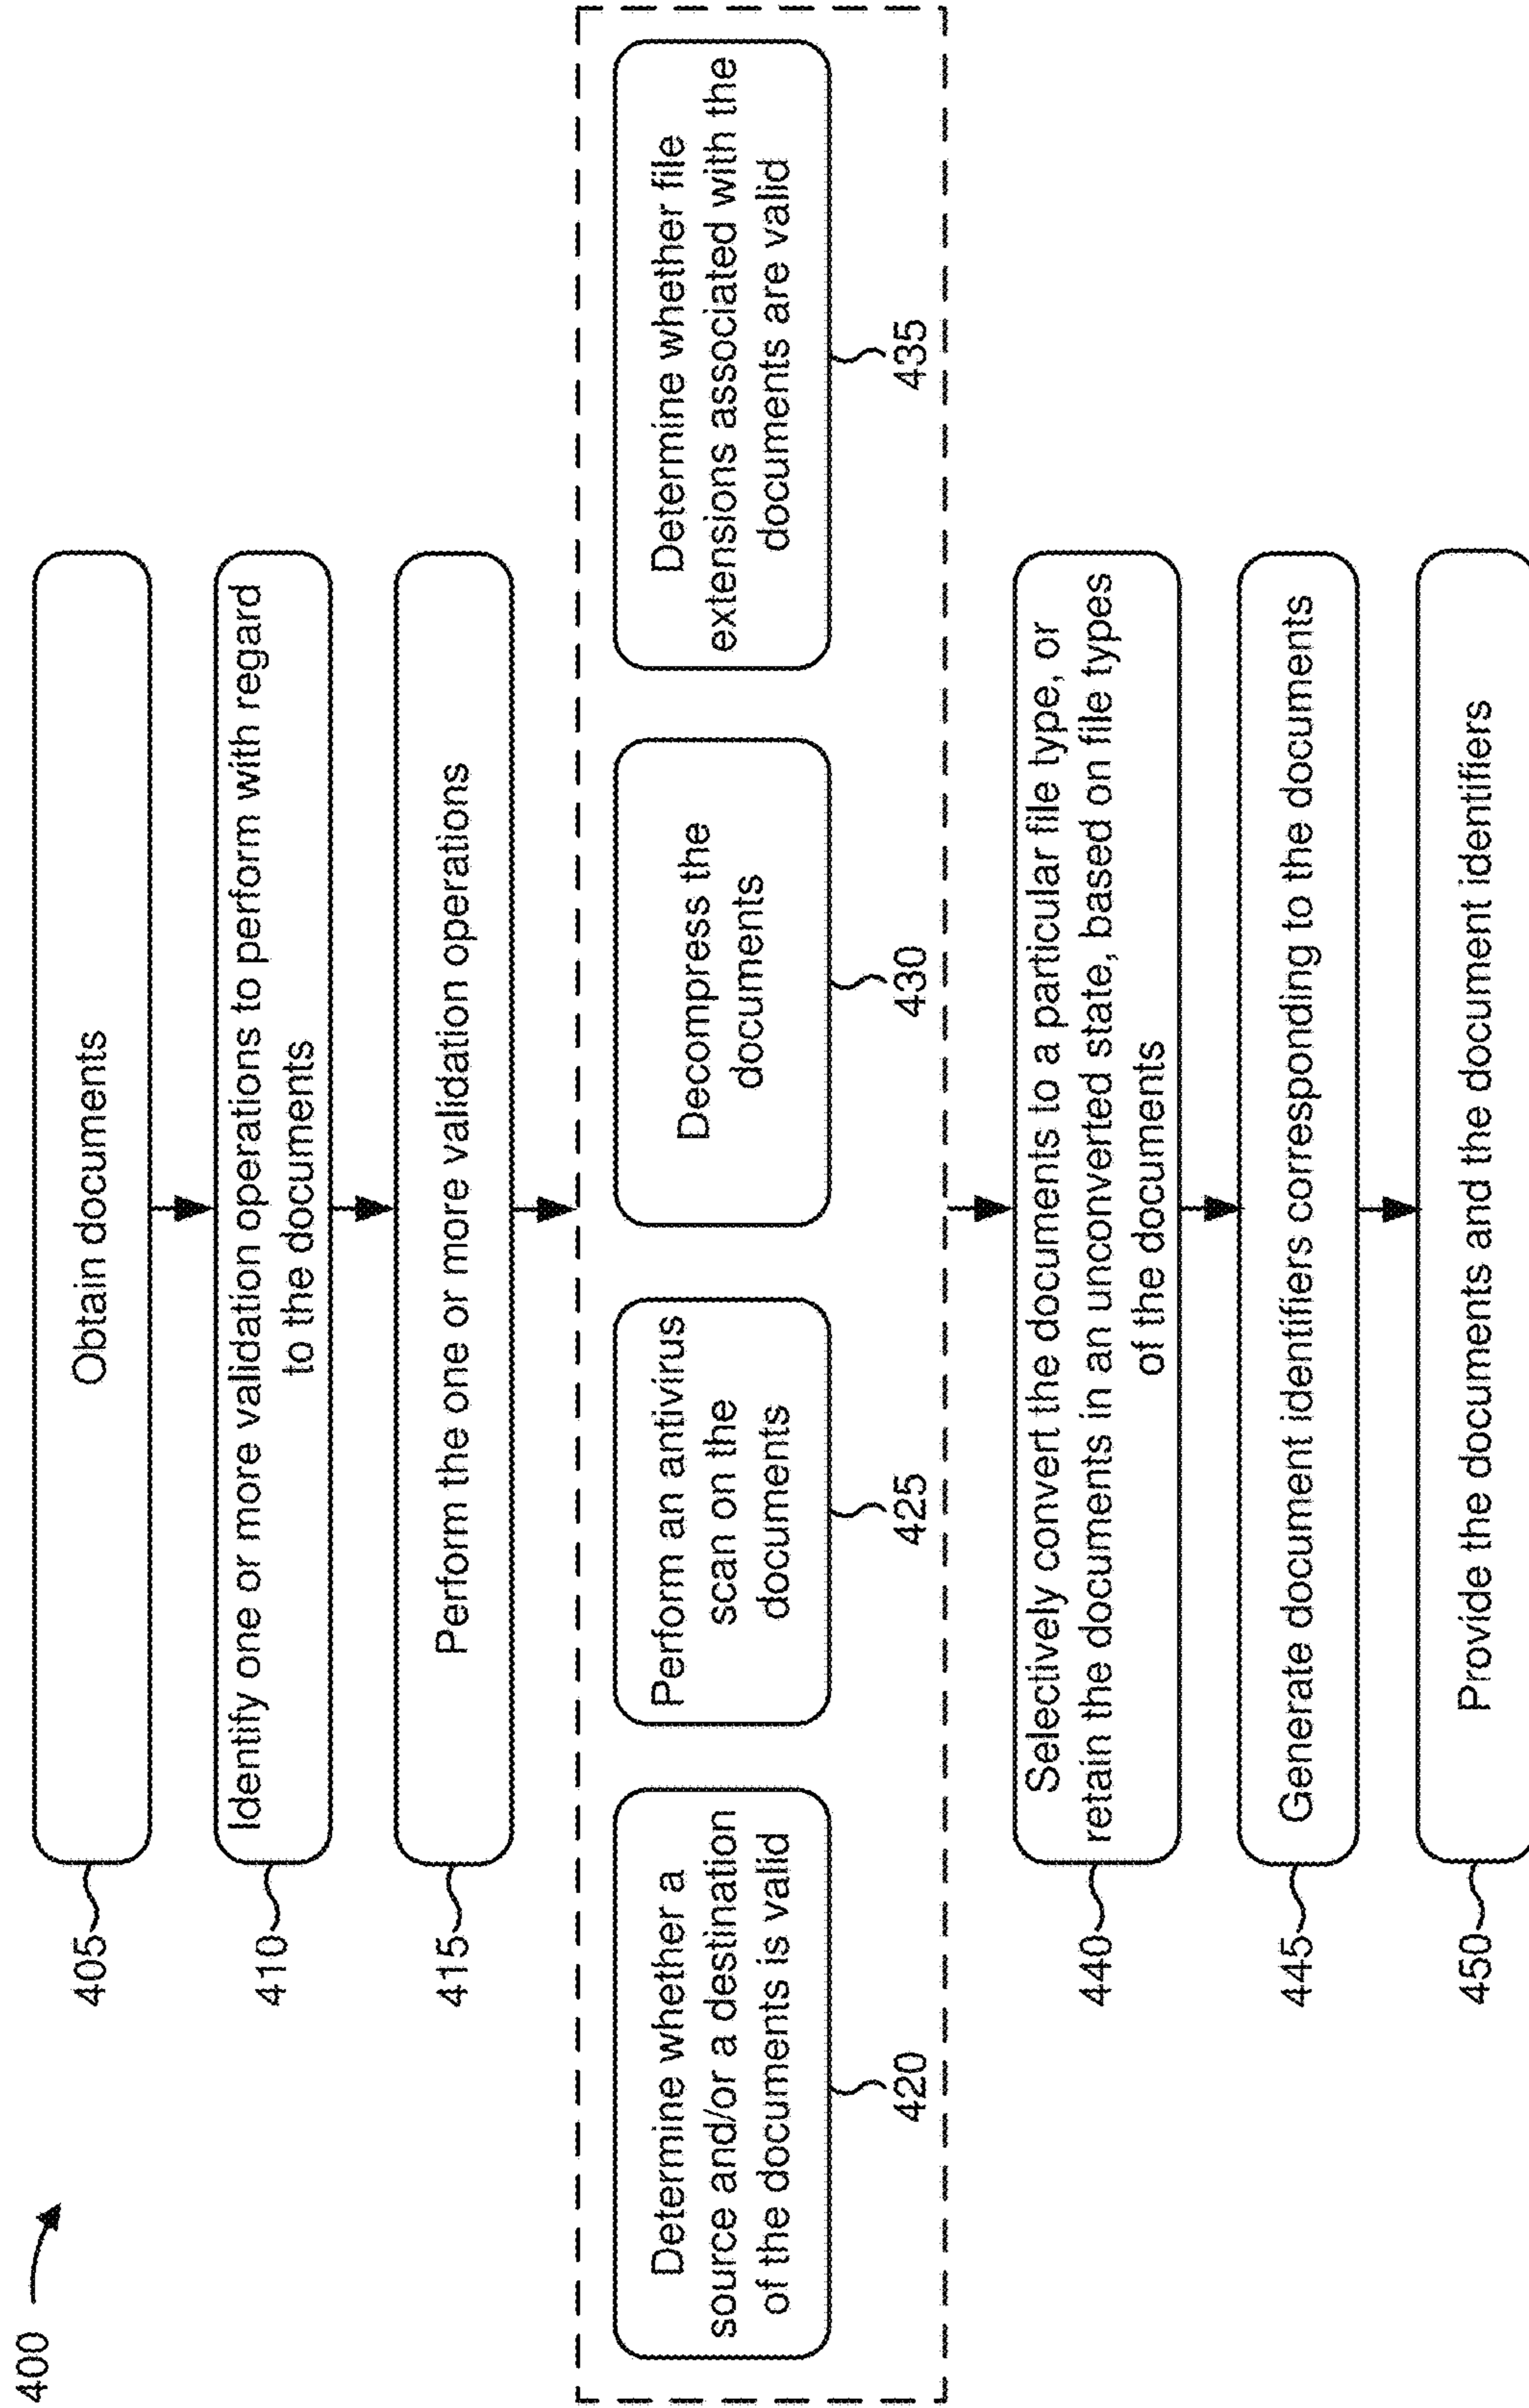 400
405
Obtain documents
410
Identify one or more validation operations to perform with regard
to the documents
415
Perform the one or more validation operations
Determine whether a
source and/or a destination
of the documents is valid
420
Perform an antivirus
scan on the
documents
425
Decompress the
documents
430
Determine whether file
extensions associated with the
documents are valid
435
440
Selectively convert the documents to a particular file type, or
retain the documents in an unconverted state, based on file types
of the documents
445
Generate document identifiers corresponding to the documents
450
Provide the documents and the document identifiers